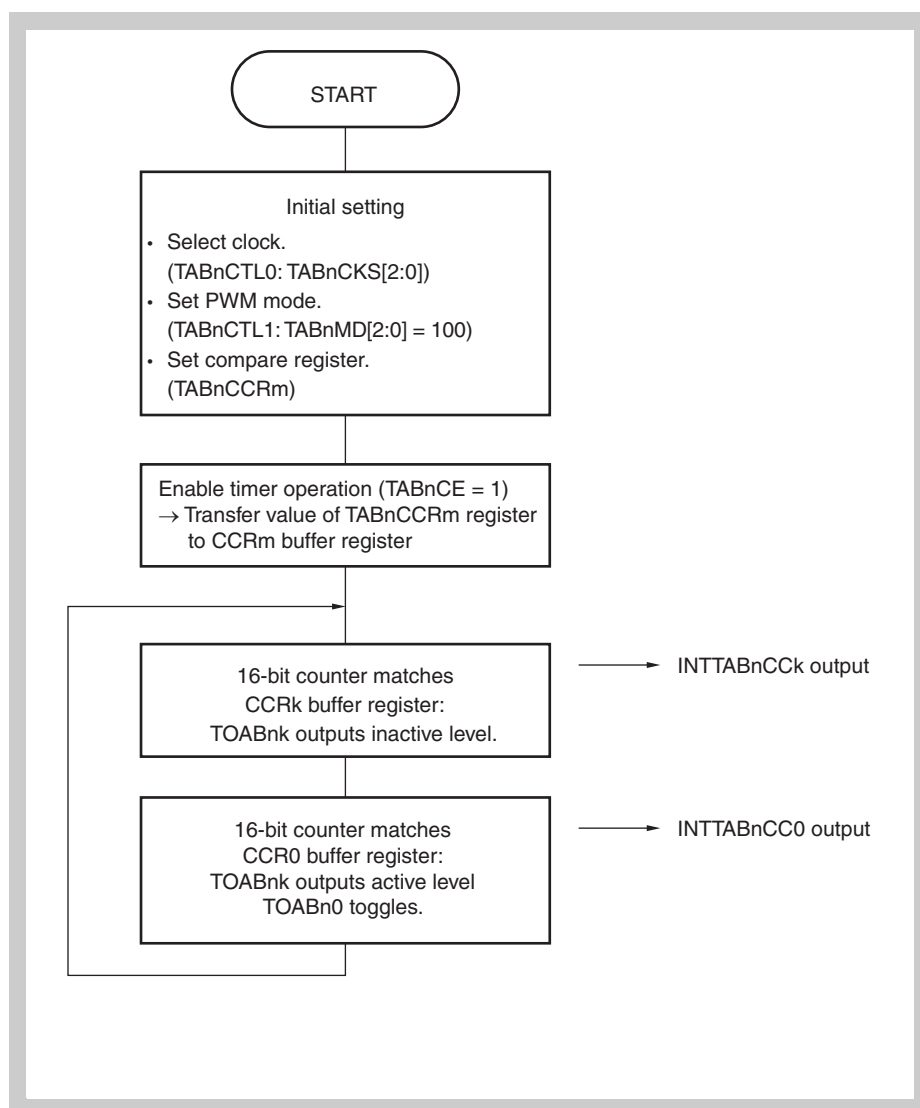 START
Initial setting
• Select clock.
(TABnCTL0: TABnCKS[2:0])
• Set PWM mode.
(TABnCTL1: TABnMD[2:0] = 100)
• Set compare register.
(TABnCCRm)
Enable timer operation (TABnCE = 1)
→ Transfer value of TABnCCRm register
to CCRm buffer register
16-bit counter matches
CCRk buffer register:
TOABnk outputs inactive level.
INTTABnCCk output
16-bit counter matches
CCR0 buffer register:
TOABnk outputs active level
TOABn0 toggles.
INTTABnCC0 output